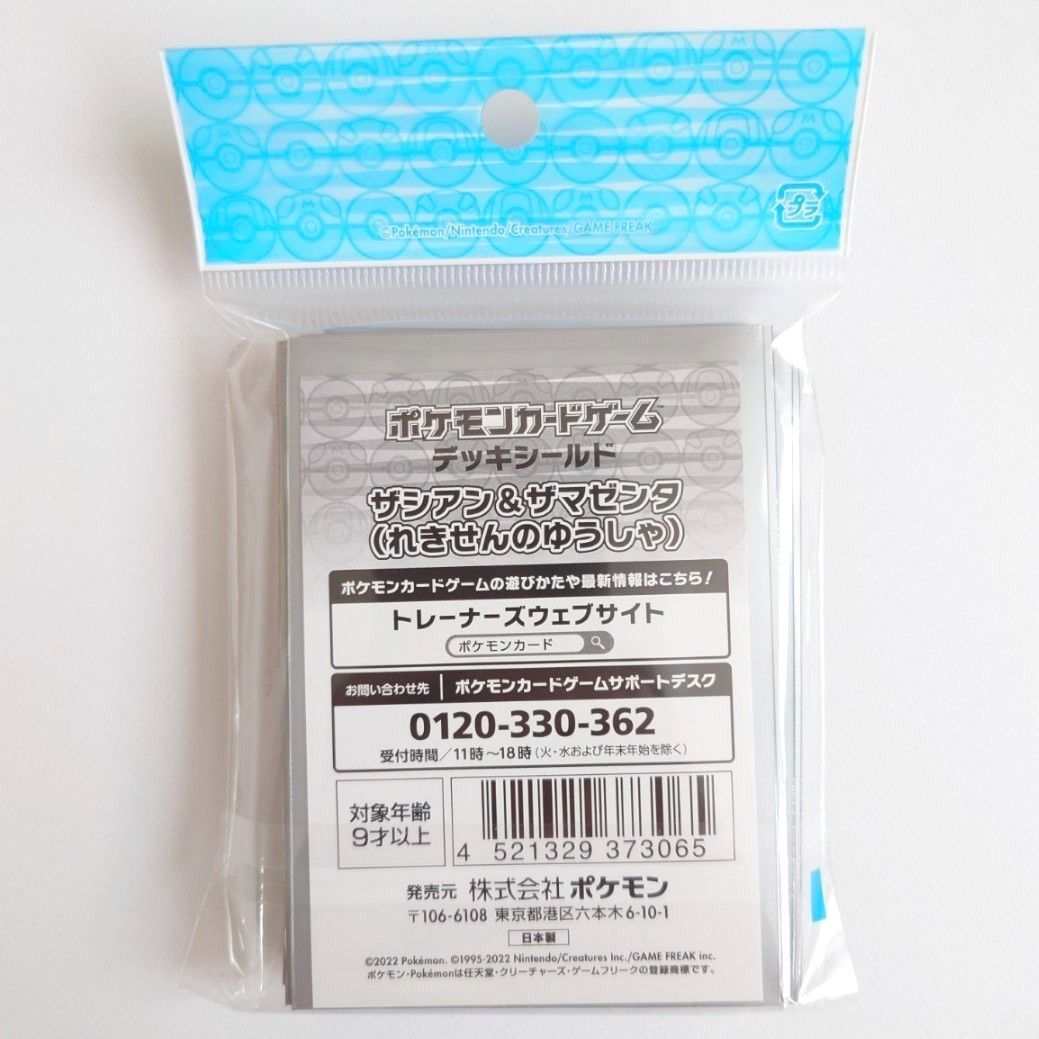 プラ
©Pokémon/Nintendo/Creatures/GAME FREAK
ポケモンカードゲーム™
デッキシールド
ザシアン&ザマゼンタ
(れきせんのゆうしゃ)
ポケモンカードゲームの遊びかたや最新情報はこちら!
トレーナーズウェブサイト
ポケモンカード
お問い合わせ先 ポケモンカードゲームサポートデスク
0120-330-362
受付時間/11時~18時(火・水および年末年始を除く)
対象年齢
9才以上
4 521329 373065
発売元 株式会社 ポケモン
〒106-6108 東京都港区六本木6-10-1
日本製
©2022 Pokémon. ©1995-2022 Nintendo/Creatures Inc./GAME FREAK inc.
ポケモン・Pokémonは任天堂・クリーチャーズ・ゲームフリークの登録商標です。